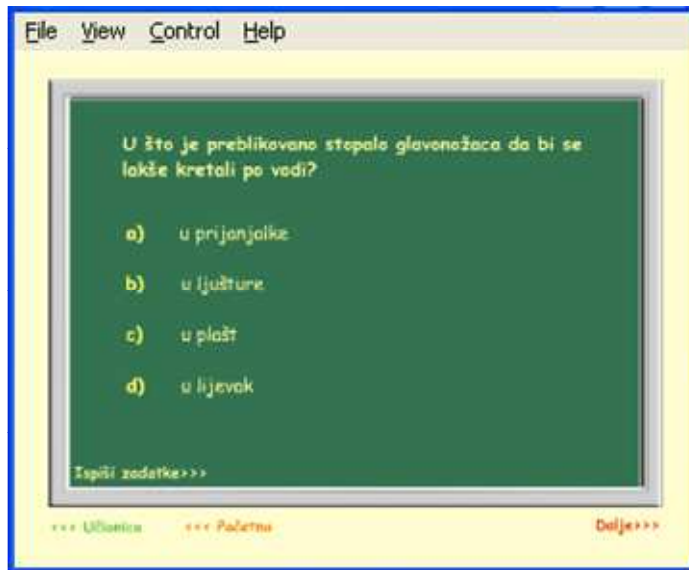 File View Control Help
U što je preblikovano stopalo glavonožaca da bi se
lakše kretali po vodi?
a) u prijanjalke
b) u ljušture
c) u plašt
d) u lijevak
Ispiši zadatke>>>
<<< Učionica <<< Početna Dalje>>>